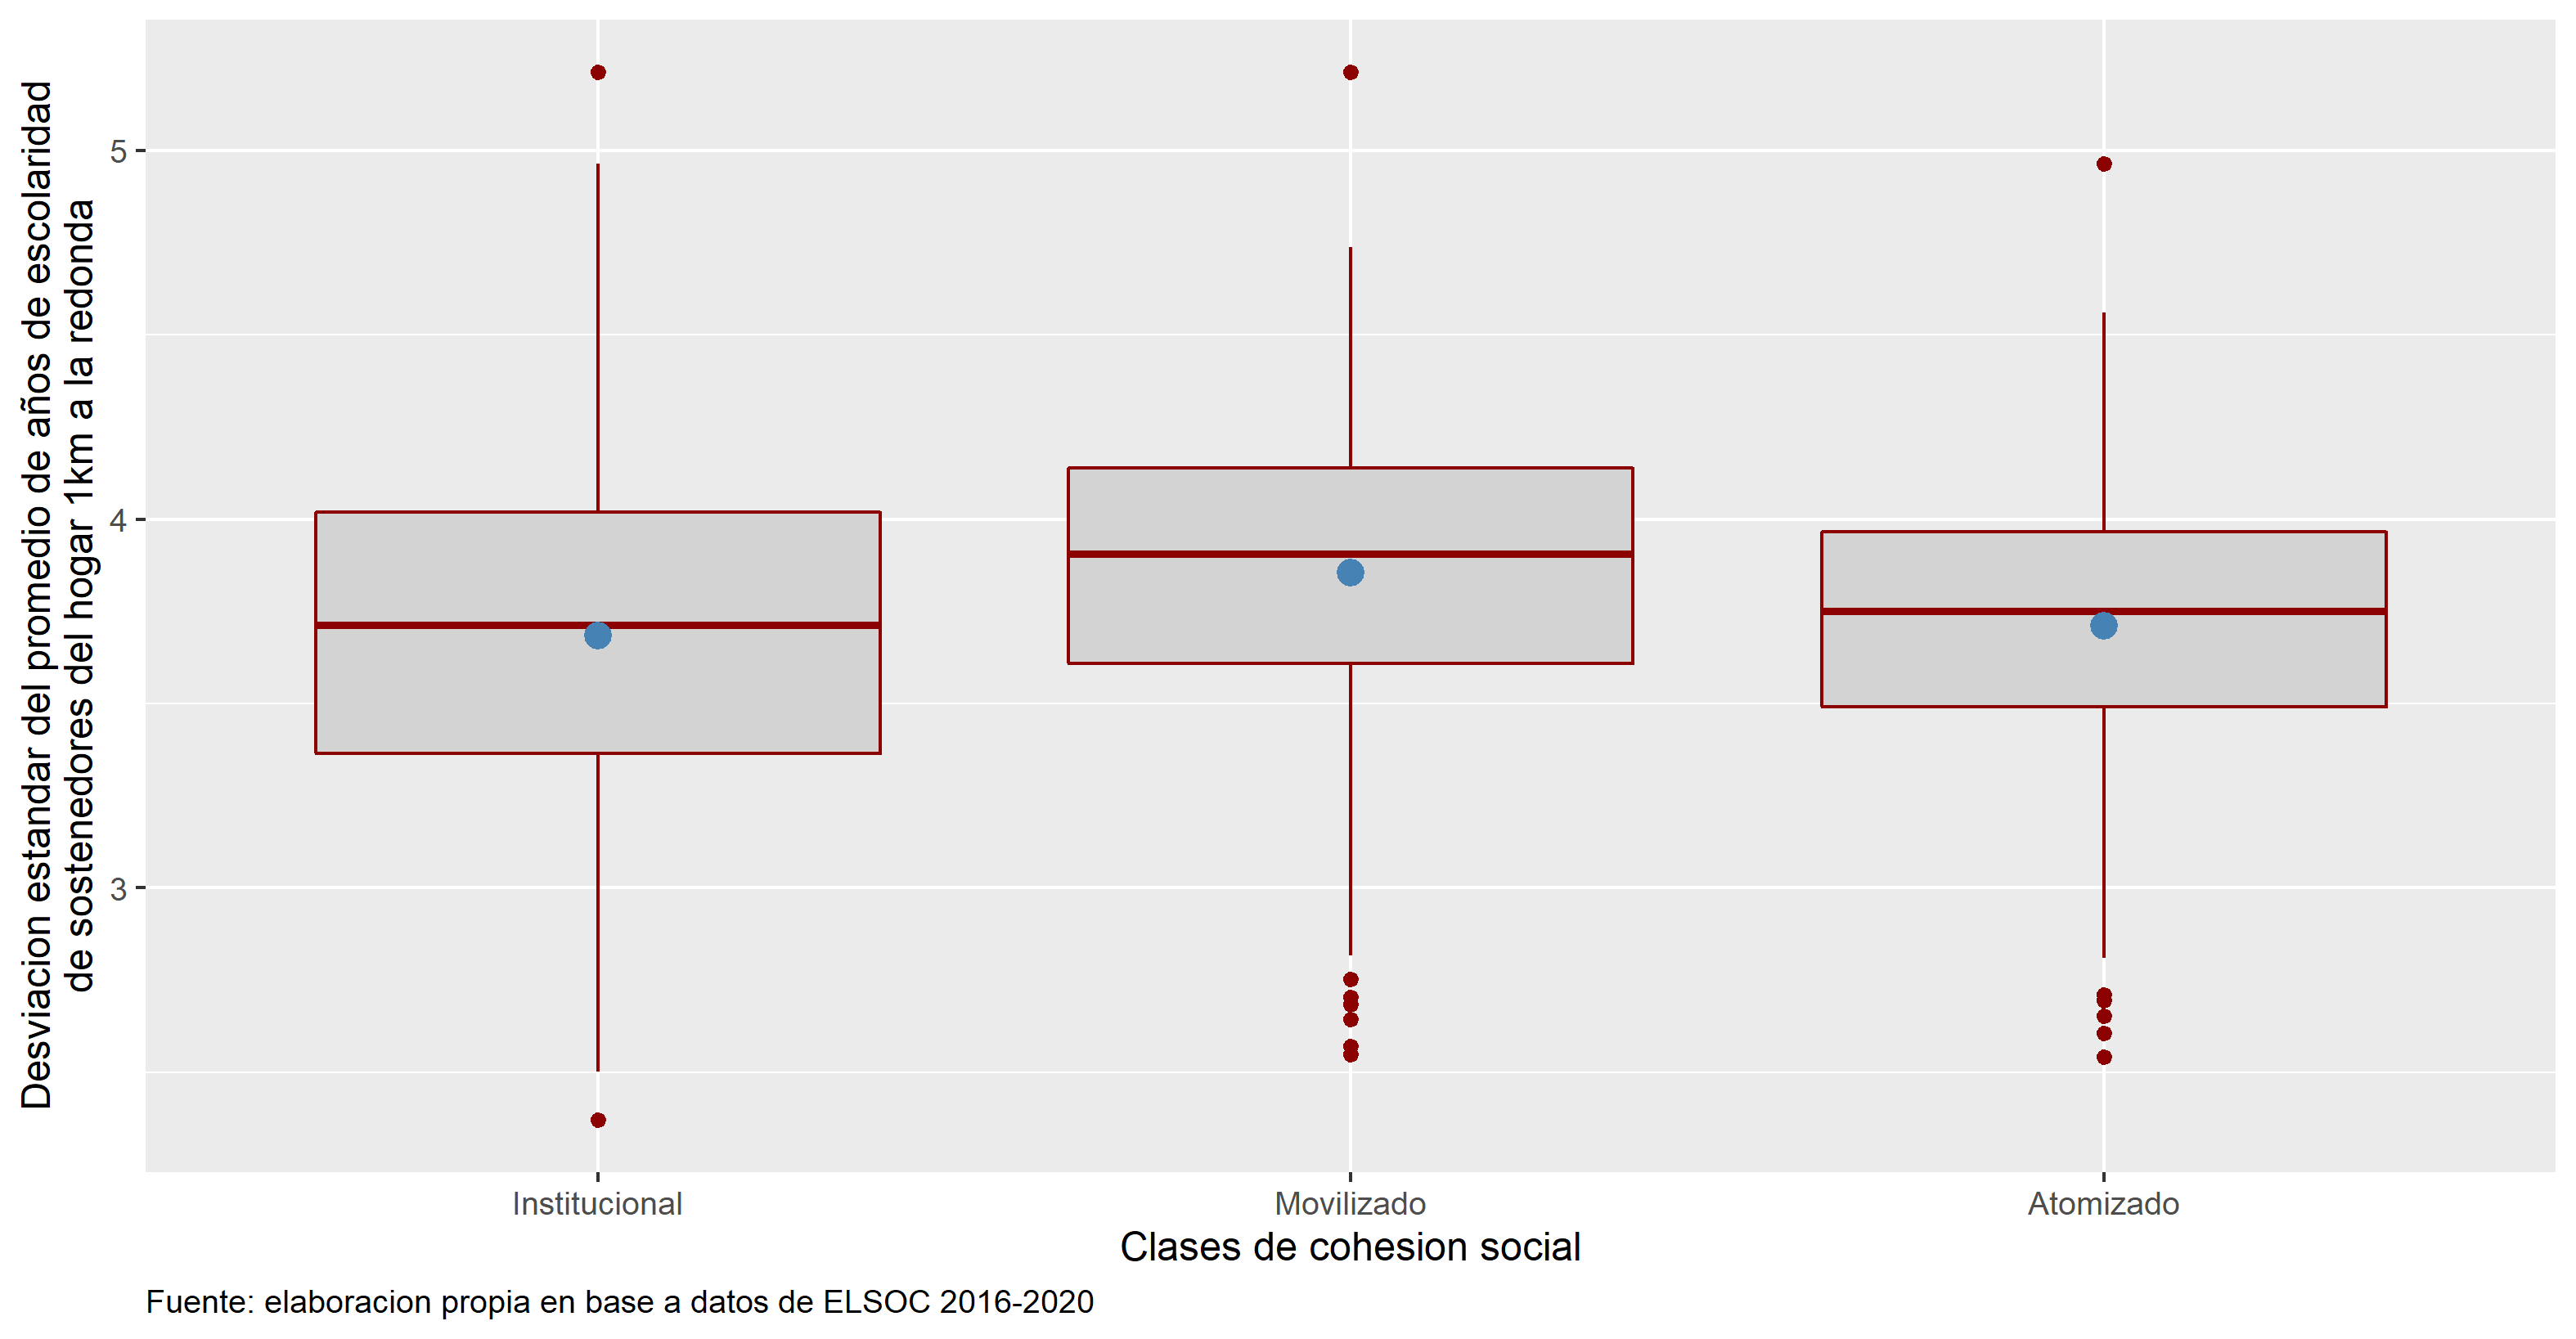 Desviacion estandar del promedio de años de escolaridad
de sostenedores del hogar 1km a la redonda
5
4
3
Institucional
Movilizado
Atomizado
Clases de cohesion social
Fuente: elaboracion propia en base a datos de ELSOC 2016-2020